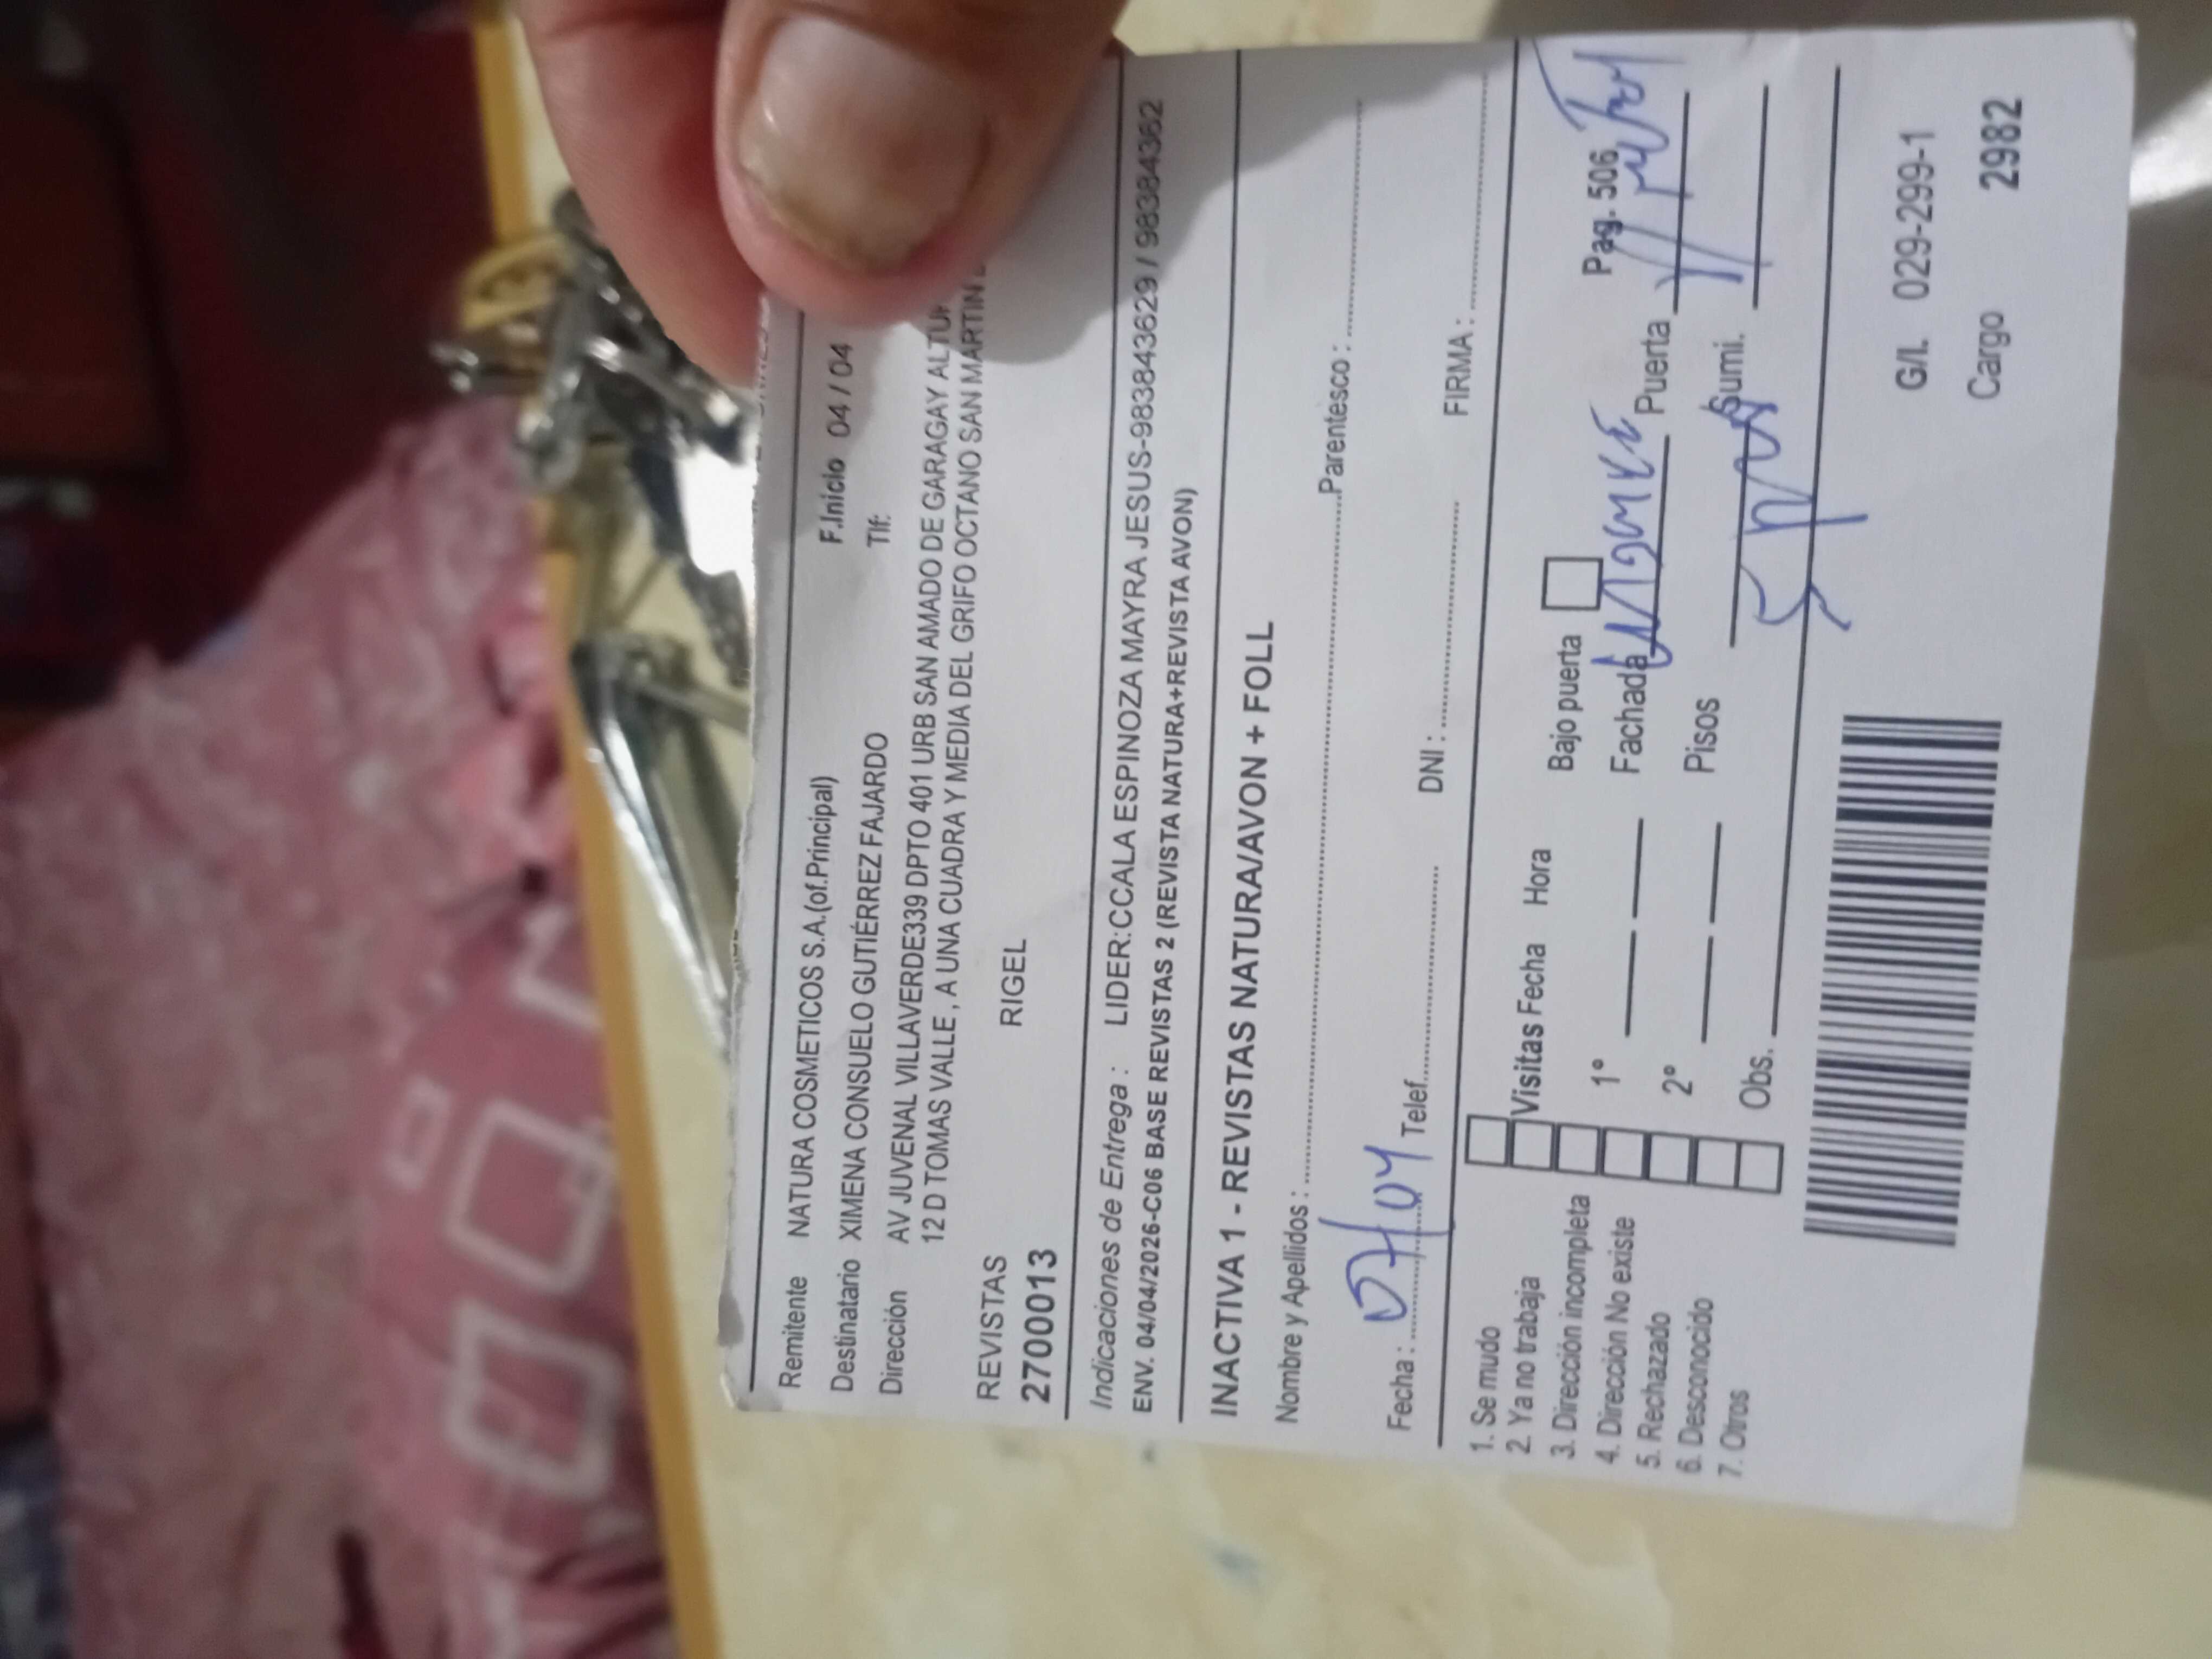 Remitente NATURA COSMETICOS S.A.(of.Principal)
Destinatario XIMENA CONSUELO GUTIÉRREZ FAJARDO F.Inicio 04 / 04
Dirección AV JUVENAL VILLAVERDE339 DPTO 401 URB SAN AMADO DE GARAGAY Tlf:
12 D TOMAS VALLE , A UNA CUADRA Y MEDIA DEL GRIFO OCTANO SAN MARTIN
REVISTAS RIGEL
2700013
Indicaciones de Entrega : LIDER:CCALA ESPINOZA MAYRA JESUS-983843629 / 98384362
ENV. 04/04/2026-C06 BASE REVISTAS 2 (REVISTA NATURA+REVISTA AVON)
INACTIVA 1 - REVISTAS NATURA/AVON + FOLL
Nombre y Apellidos : Parentesco :
Fecha : Telef. DNI : FIRMA :
1. Se mudo
2. Ya no trabaja
3. Dirección incompleta
4. Dirección No existe
5. Rechazado
6. Desconocido
7. Otros
Visitas Fecha Hora
1°
2°
Obs.
Bajo puerta Pag. 506
Fachada Puerta
Pisos Sumi.
G/L 029-299-1
Cargo 2982